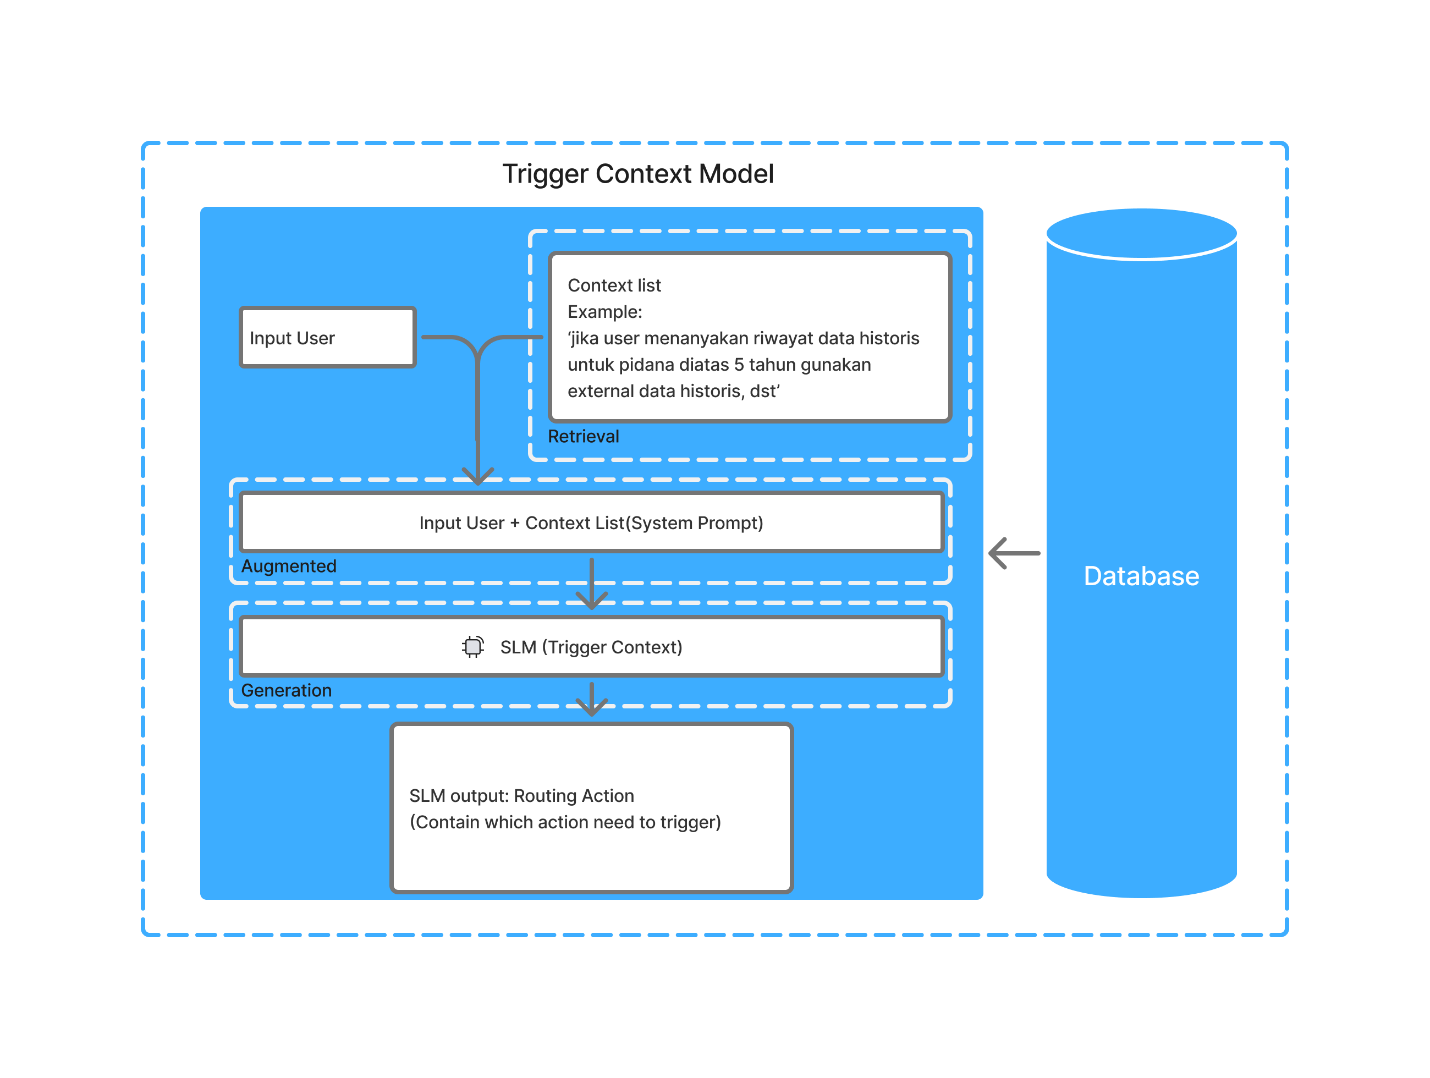 Trigger Context Model
Input User
Context list
Example:
‘jika user menanyakan riwayat data historis
untuk pidana diatas 5 tahun gunakan
external data historis, dst’
Retrieval
Input User + Context List(System Prompt)
Augmented
SLM (Trigger Context)
Generation
SLM output: Routing Action
(Contain which action need to trigger)
Database